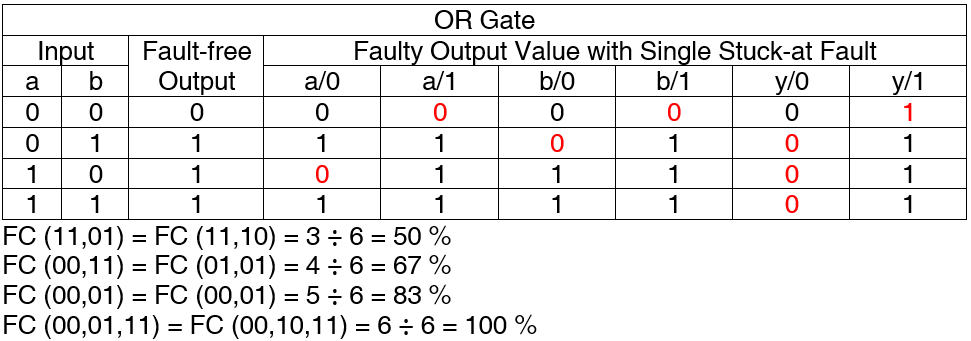 OR Gate
Input Fault-free Output Faulty Output Value with Single Stuck-at Fault
a b a/0 a/1 b/0 b/1 y/0 y/1
0 0 0 0 0 0 0 0 1
0 1 1 1 1 0 1 0 1
1 0 1 0 1 1 1 0 1
1 1 1 1 1 1 1 0 1
FC (11,01) = FC (11,10) = 3 ÷ 6 = 50 %
FC (00,11) = FC (01,01) = 4 ÷ 6 = 67 %
FC (00,01) = FC (00,01) = 5 ÷ 6 = 83 %
FC (00,01,11) = FC (00,10,11) = 6 ÷ 6 = 100 %